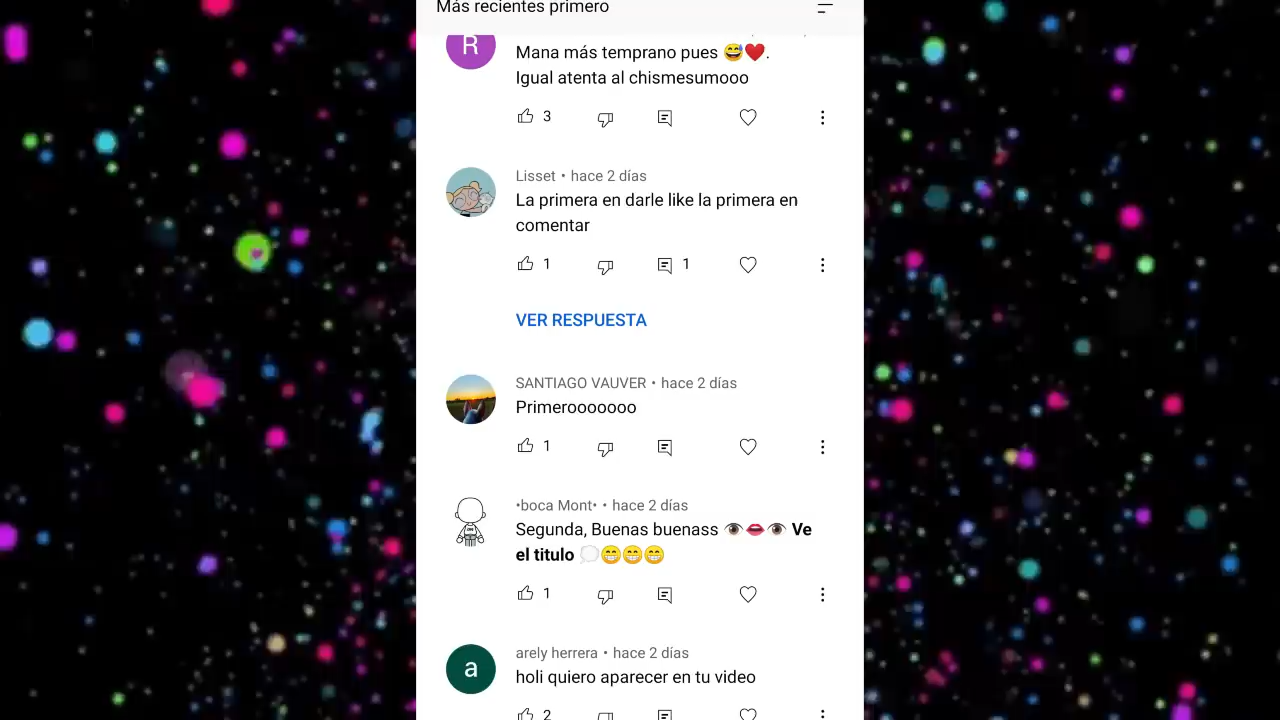 Más recientes primero
R
Mana más temprano pues 😅❤️.
Igual atenta al chismesumooo
3
Lisset • hace 2 días
La primera en darle like la primera en
comentar
1 1
VER RESPUESTA
SANTIAGO VAUVER • hace 2 días
Primerooooooo
1
•boca Mont• • hace 2 días
Segunda, Buenas buenass 👁️👄👁️ Ve
el titulo 💭😁😁😁
1
a
arely herrera • hace 2 días
holi quiero aparecer en tu video
2